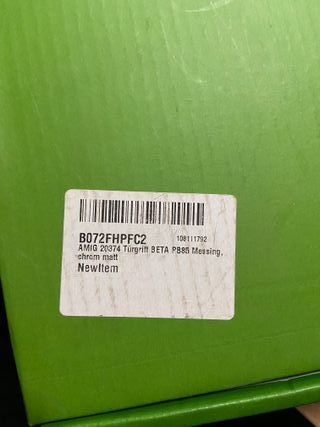 B072FHPFC2 108111792
AMIG 20374 Türgriff BETA PB85 Messing,
chrom matt
NewItem